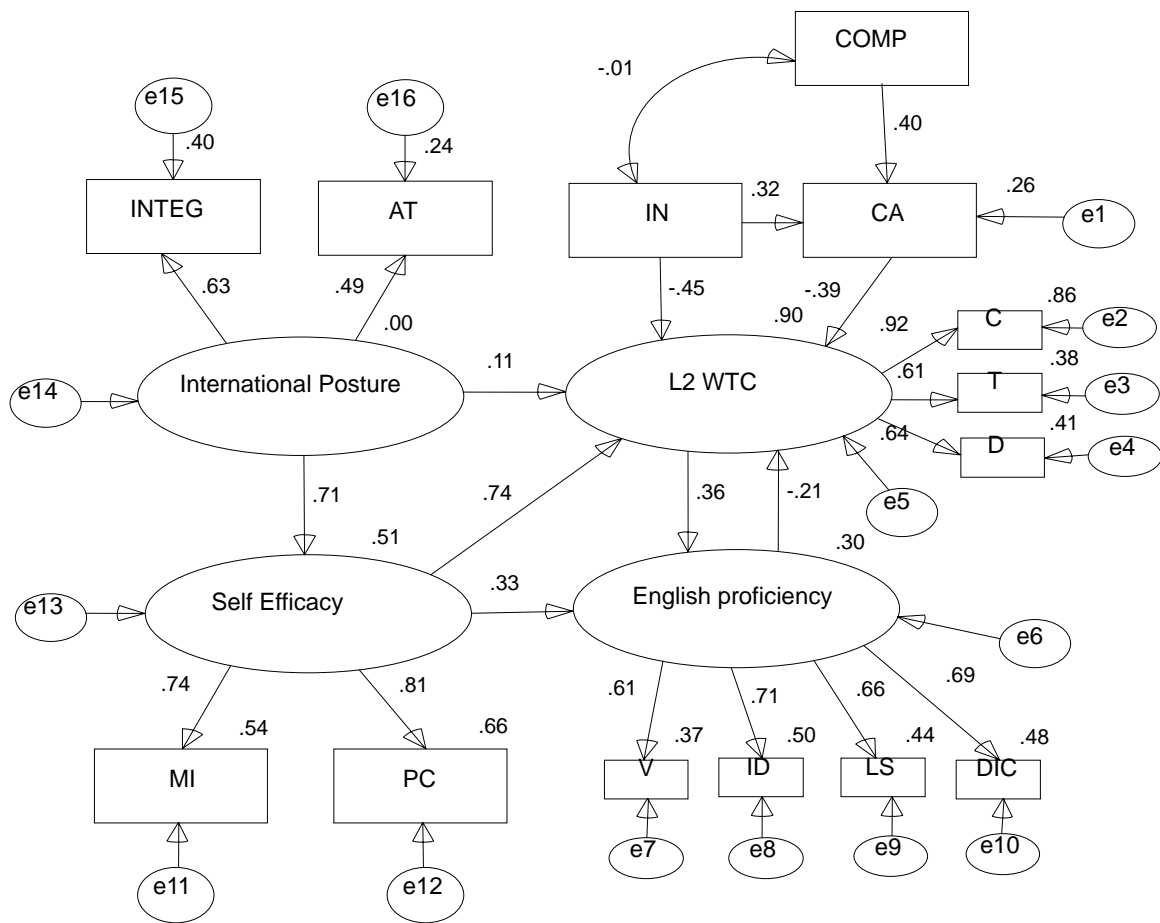 COMP
-.01
e15
e16
.40
.24
.40
INTEG
AT
IN
.32
CA
.26
e1
.63
.49
.00
-.45
-.39
.90
.92
C
.86
e2
International Posture
.11
L2 WTC
.61
T
.38
e3
e14
.64
D
.41
e4
.71
.74
.36
-.21
e5
.51
.30
e13
Self Efficacy
.33
English proficiency
e6
.74
.81
.61
.71
.66
.69
.54
.66
.37
.50
.44
.48
MI
PC
V
ID
LS
DIC
e11
e12
e7
e8
e9
e10